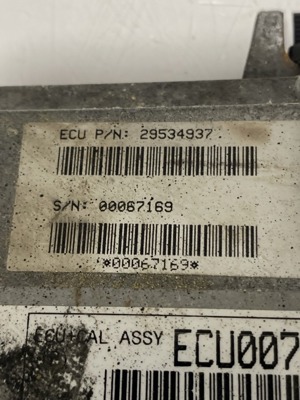 ECU P/N: 29534937
S/N: 00067169
*00067169*
ECU/CAL ASSY ECU007